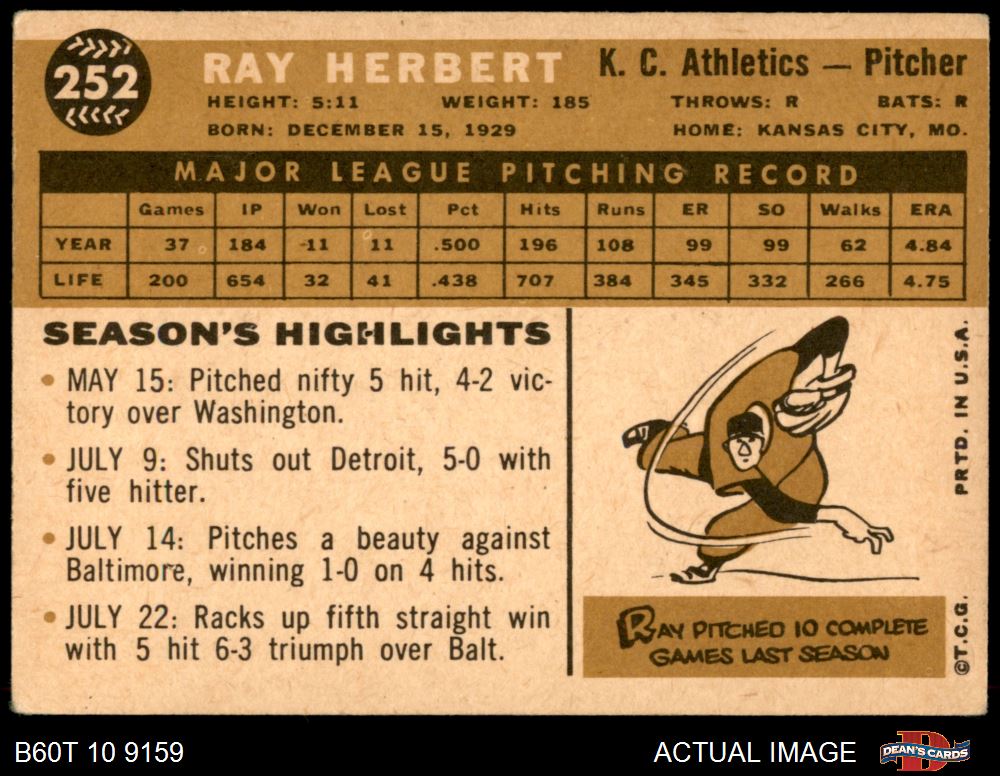 252
RAY HERBERT
K. C. Athletics — Pitcher
HEIGHT: 5:11 WEIGHT: 185 THROWS: R BATS: R
BORN: DECEMBER 15, 1929 HOME: KANSAS CITY, MO.
MAJOR LEAGUE PITCHING RECORD
Games IP Won Lost Pct Hits Runs ER SO Walks ERA
YEAR 37 184 11 11 .500 196 108 99 99 62 4.84
LIFE 200 654 32 41 .438 707 384 345 332 266 4.75
SEASON'S HIGHLIGHTS
• MAY 15: Pitched nifty 5 hit, 4-2 vic-
tory over Washington.
• JULY 9: Shuts out Detroit, 5-0 with
five hitter.
• JULY 14: Pitches a beauty against
Baltimore, winning 1-0 on 4 hits.
• JULY 22: Racks up fifth straight win
with 5 hit 6-3 triumph over Balt.
RAY PITCHED 10 COMPLETE
GAMES LAST SEASON
©T.C.G. PRTD. IN U.S.A.
B60T 10 9159
ACTUAL IMAGE
D
DEAN'S CARDS